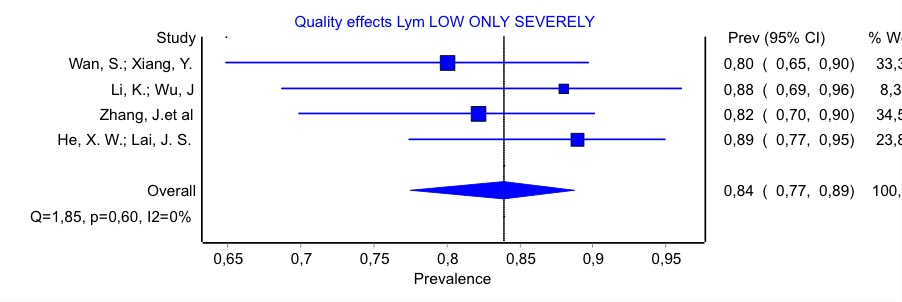 Quality effects Lym LOW ONLY SEVERELY
Study Prev (95% CI) % W
Wan, S.; Xiang, Y. 0,80 ( 0,65, 0,90) 33,3
Li, K.; Wu, J 0,88 ( 0,69, 0,96) 8,3
Zhang, J.et al 0,82 ( 0,70, 0,90) 34,5
He, X. W.; Lai, J. S. 0,89 ( 0,77, 0,95) 23,8
Overall 0,84 ( 0,77, 0,89) 100,
Q=1,85, p=0,60, I2=0%
0,65 0,7 0,75 0,8 0,85 0,9 0,95
Prevalence